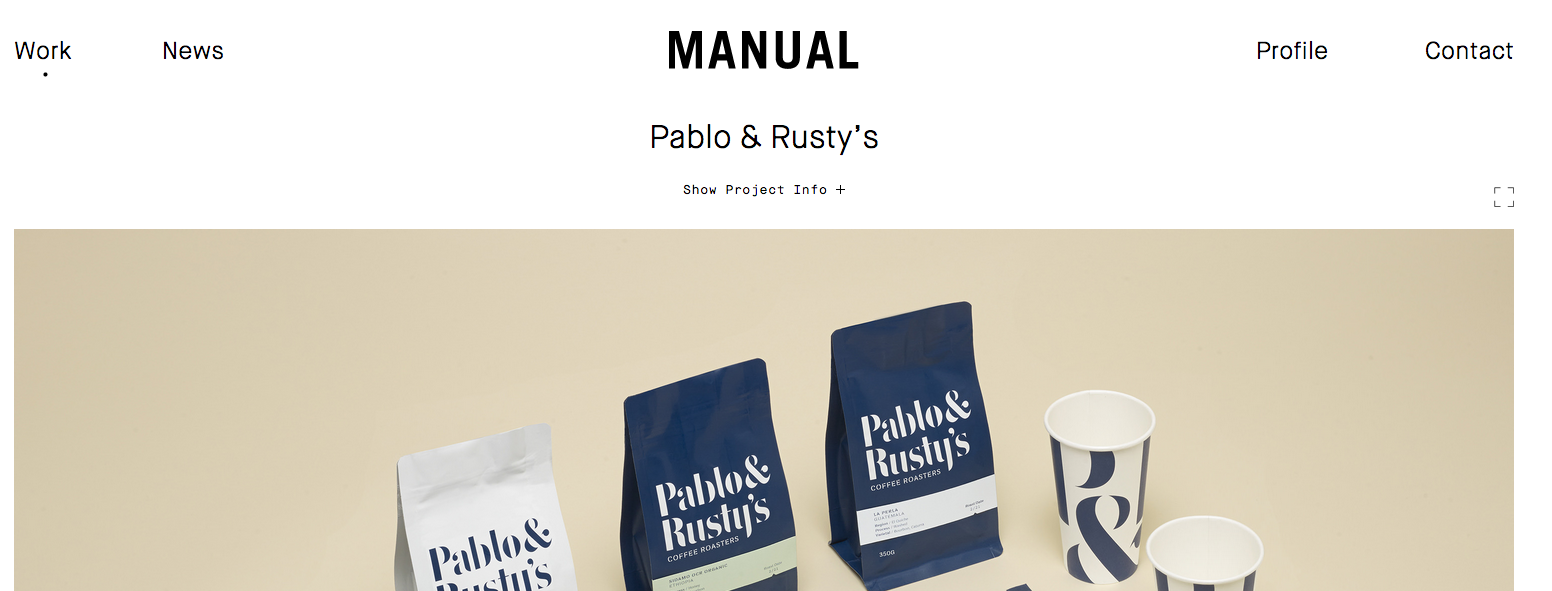 Work
News
MANUAL
Profile
Contact
Pablo & Rusty’s
Show Project Info +
Pablo&
Rusty’s
COFFEE ROASTERS
LA PERLA
GUATEMALA
350G
Pablo&
Rusty’s
COFFEE ROASTERS
ETHIOPIA
Pablo&
Rusty’s
&